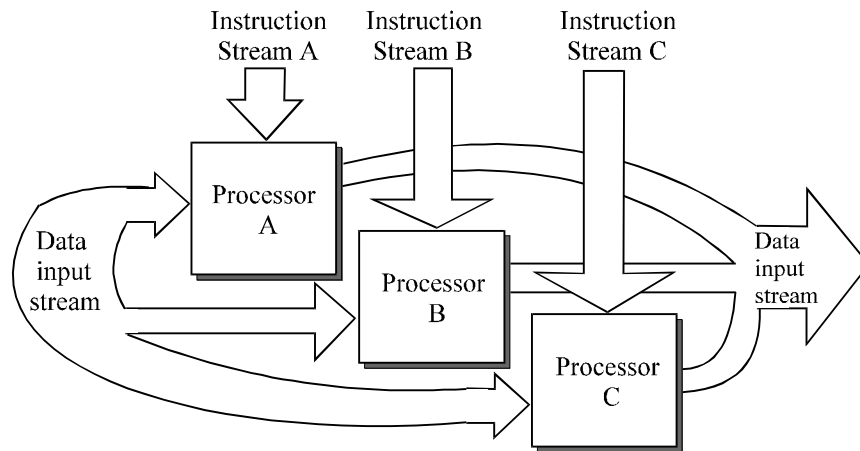 Instruction
Stream A
Instruction
Stream B
Instruction
Stream C
Processor
A
Data
input
stream
Processor
B
Data
input
stream
Processor
C